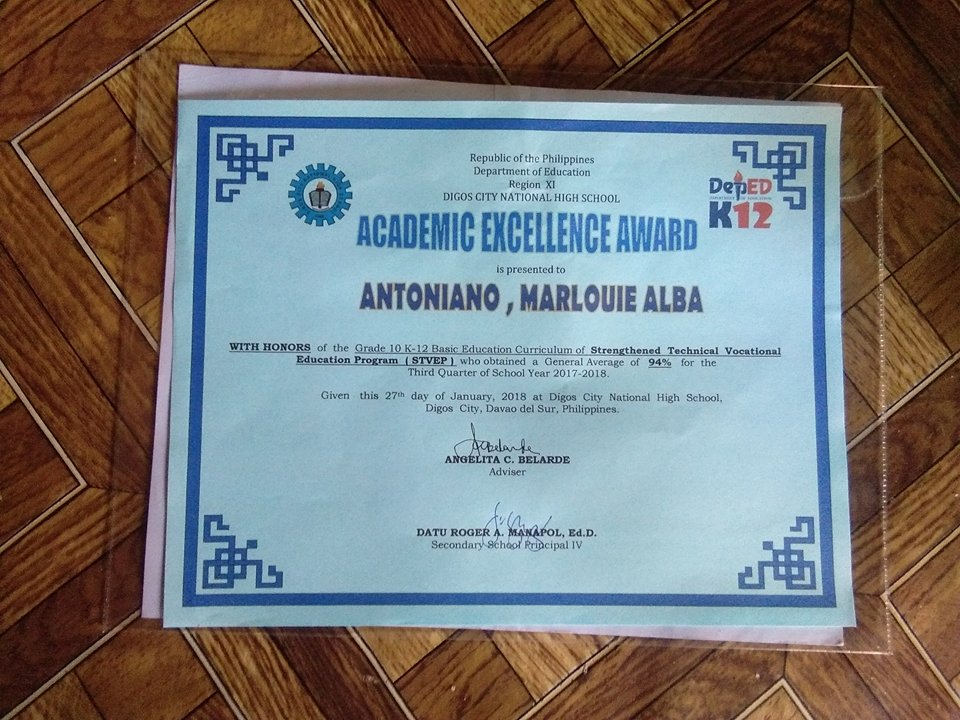 Republic of the Philippines
Department of Education
Region XI
DIGOS CITY NATIONAL HIGH SCHOOL
DepED
DEPARTMENT OF EDUCATION
K12
ACADEMIC EXCELLENCE AWARD
is presented to
ANTONIANO , MARLOUIE ALBA
WITH HONORS of the Grade 10 K-12 Basic Education Curriculum of Strengthened Technical Vocational
Education Program ( STVEP ) who obtained a General Average of 94% for the
Third Quarter of School Year 2017-2018.
Given this 27th day of January, 2018 at Digos City National High School,
Digos City, Davao del Sur, Philippines.
ANGELITA C. BELARDE
Adviser
DATU ROGER A. MANAPOL, Ed.D.
Secondary School Principal IV